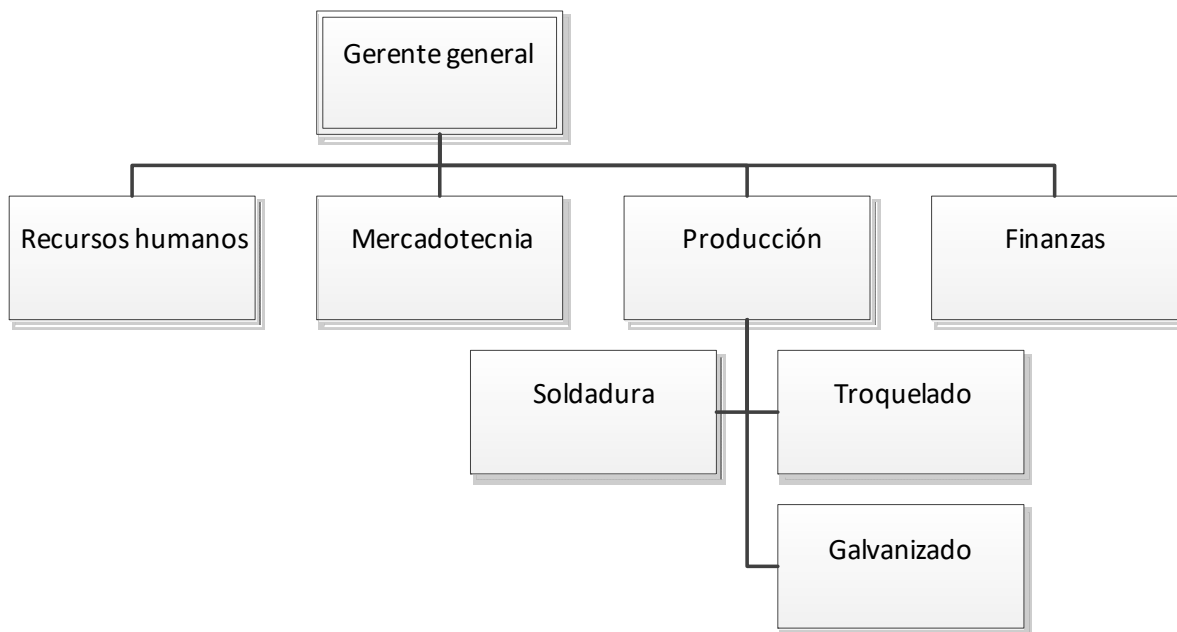 Gerente general
Recursos humanos
Mercadotecnia
Producción
Finanzas
Soldadura
Troquelado
Galvanizado